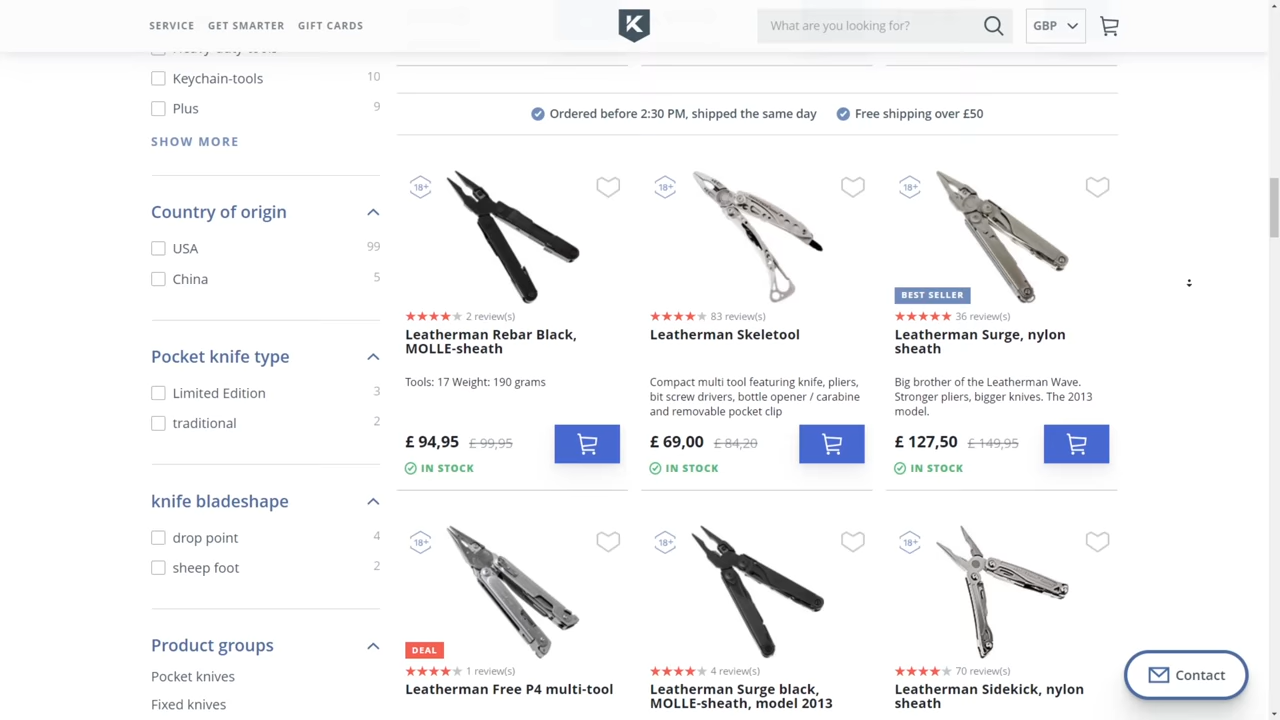 SERVICE GET SMARTER GIFT CARDS
K
What are you looking for?
GBP
Heavy duty tools
Keychain-tools 10
Plus 9
SHOW MORE
Country of origin
USA 99
China 5
Pocket knife type
Limited Edition 3
traditional 2
knife bladeshape
drop point 4
sheep foot 2
Product groups
Pocket knives
Fixed knives
Ordered before 2:30 PM, shipped the same day
Free shipping over £50
18+
2 review(s)
Leatherman Rebar Black,
MOLLE-sheath
Tools: 17 Weight: 190 grams
£ 94,95 £ 99,95
IN STOCK
18+
83 review(s)
Leatherman Skeletool
Compact multi tool featuring knife, pliers,
bit screw drivers, bottle opener / carabine
and removable pocket clip
£ 69,00 £ 84,20
IN STOCK
18+
BEST SELLER
36 review(s)
Leatherman Surge, nylon
sheath
Big brother of the Leatherman Wave.
Stronger pliers, bigger knives. The 2013
model.
£ 127,50 £ 149,95
IN STOCK
18+
DEAL
1 review(s)
Leatherman Free P4 multi-tool
18+
4 review(s)
Leatherman Surge black,
MOLLE-sheath, model 2013
18+
70 review(s)
Leatherman Sidekick, nylon
sheath
Contact